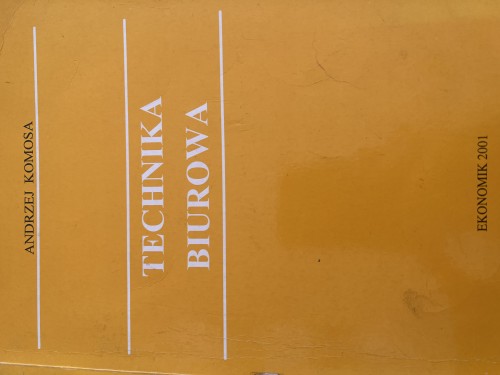 ANDRZEJ KOMOSA
TECHNIKA
BIUROWA
EKONOMIK 2001